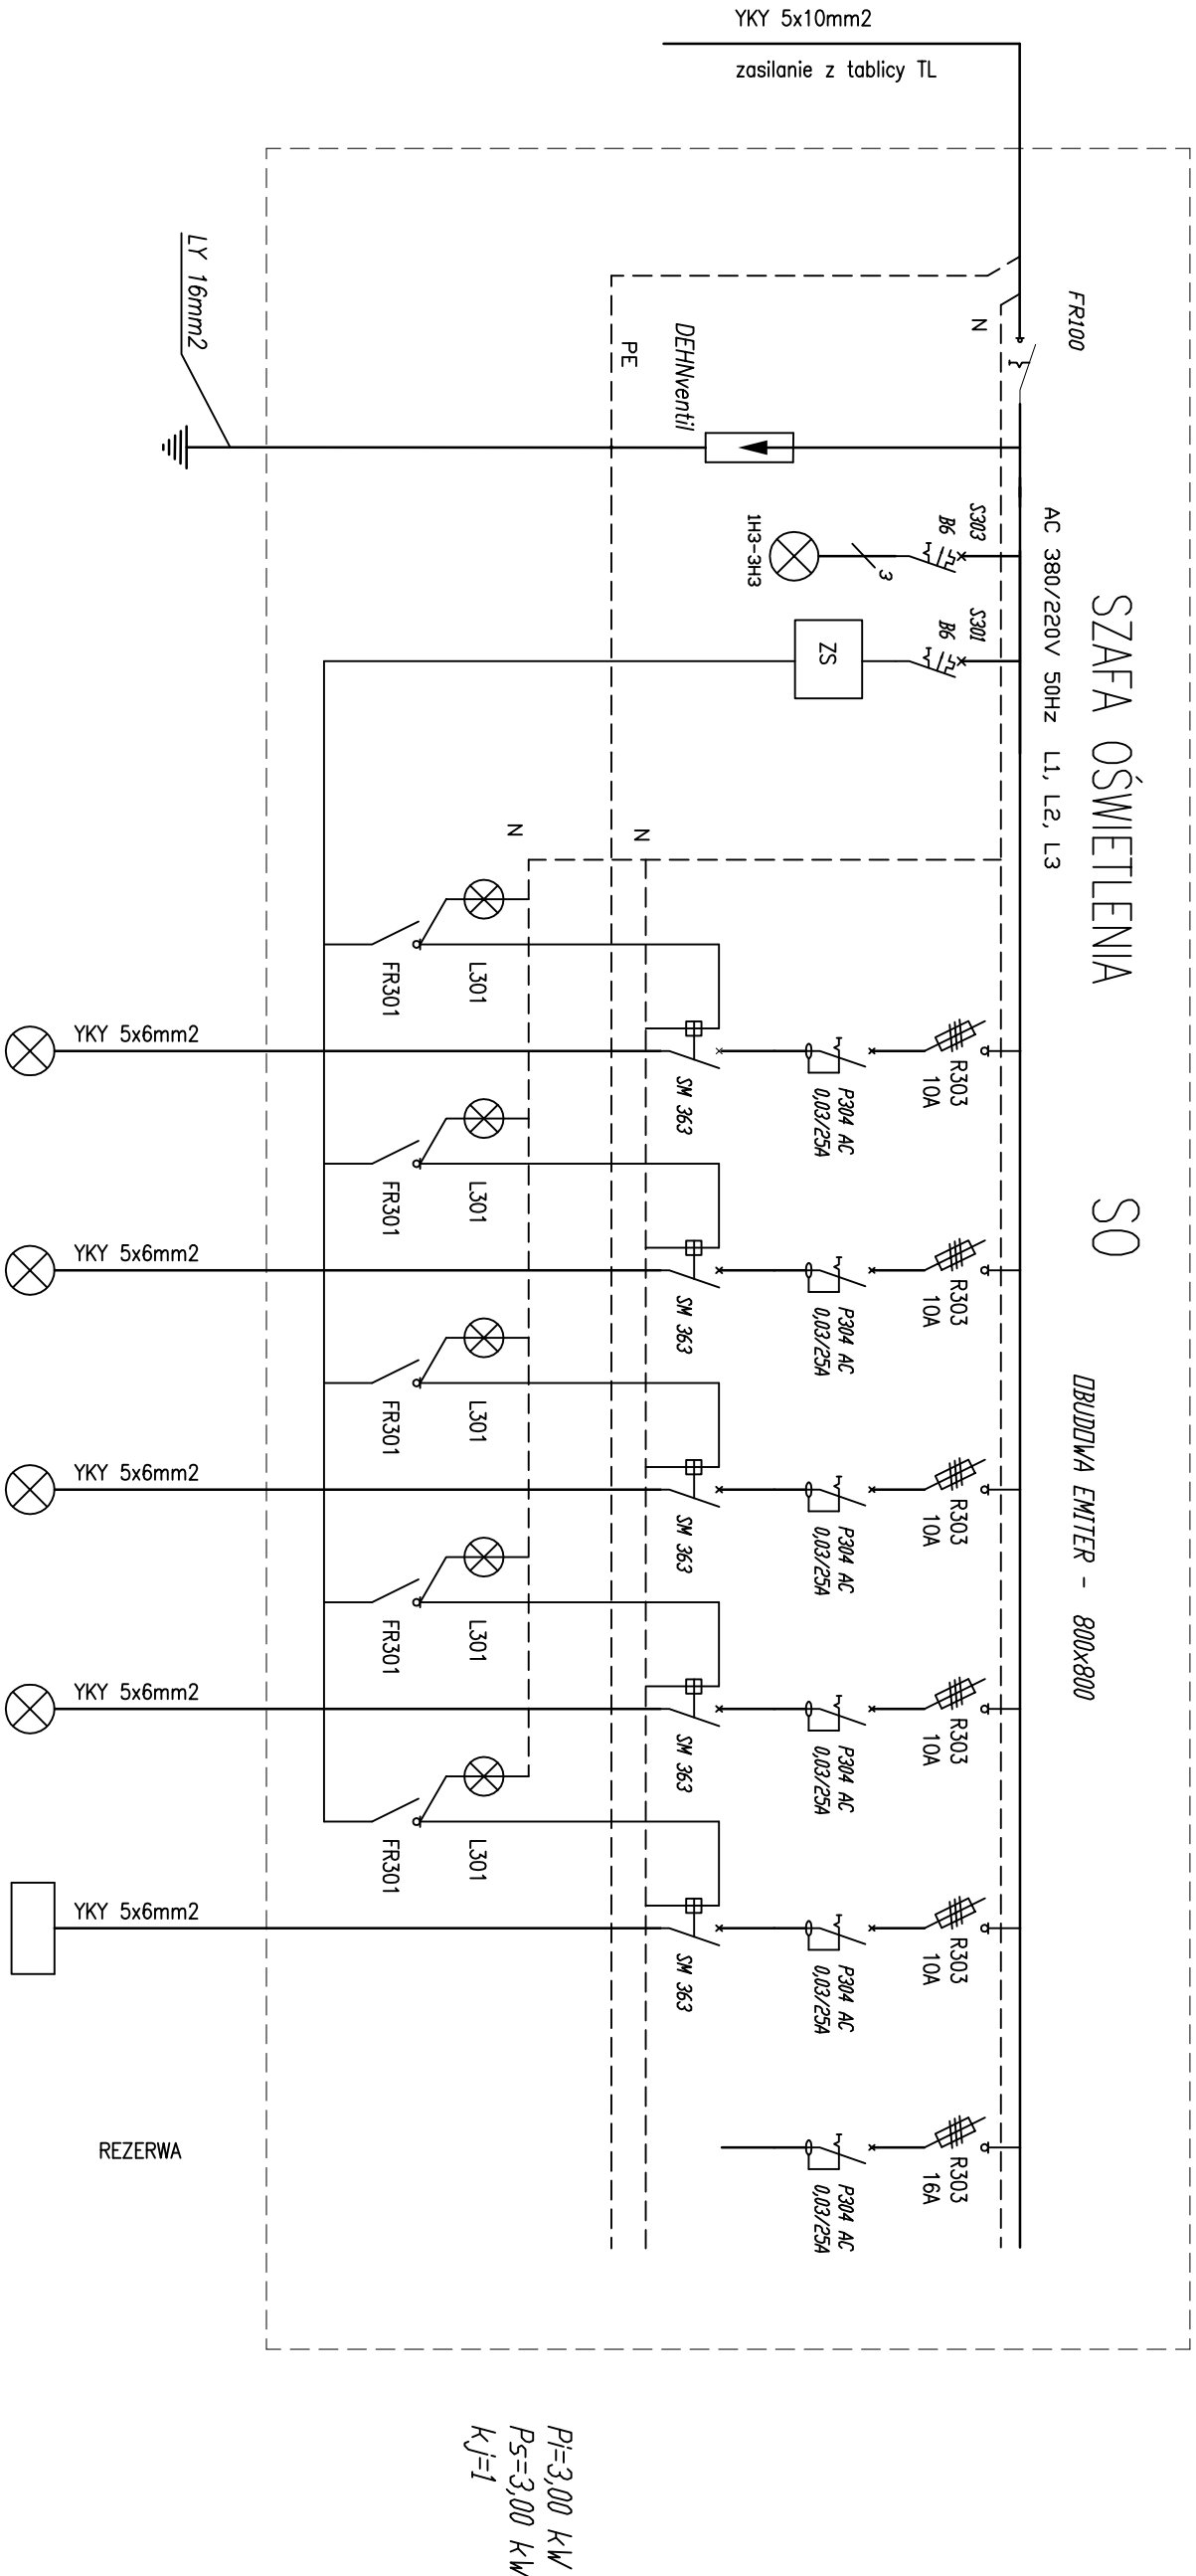 YKY 5x10mm2
zasilanie z tablicy TL
SZAFA OŚWIETLENIA SO
OBUDOWA EMITER - 800x800
AC 380/220V 50Hz L1, L2, L3
FR100
N
PE
DEHNventil
LY 16mm2
S303
B6
3
1H3-3H3
S301
B6
ZS
N
N
R303
10A
P304 AC
0,03/25A
SM 363
L301
FR301
YKY 5x6mm2
R303
10A
P304 AC
0,03/25A
SM 363
L301
FR301
YKY 5x6mm2
R303
10A
P304 AC
0,03/25A
SM 363
L301
FR301
YKY 5x6mm2
R303
10A
P304 AC
0,03/25A
SM 363
L301
FR301
YKY 5x6mm2
R303
10A
P304 AC
0,03/25A
SM 363
L301
FR301
YKY 5x6mm2
R303
16A
P304 AC
0,03/25A
REZERWA
Pi=3,00 kW
Ps=3,00 kW
kj=1